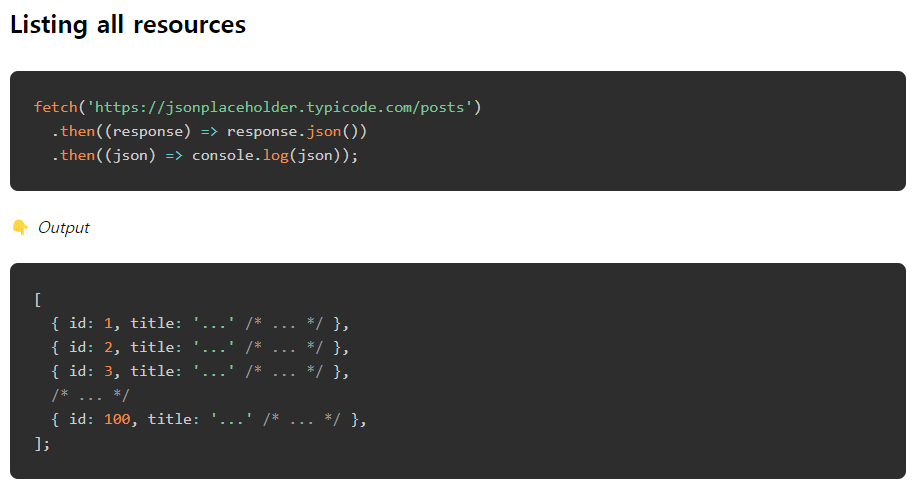 Listing all resources
fetch('https://jsonplaceholder.typicode.com/posts')
  .then((response) => response.json())
  .then((json) => console.log(json));
👇 Output
[
  { id: 1, title: '...' /* ... */ },
  { id: 2, title: '...' /* ... */ },
  { id: 3, title: '...' /* ... */ },
  /* ... */
  { id: 100, title: '...' /* ... */ },
];